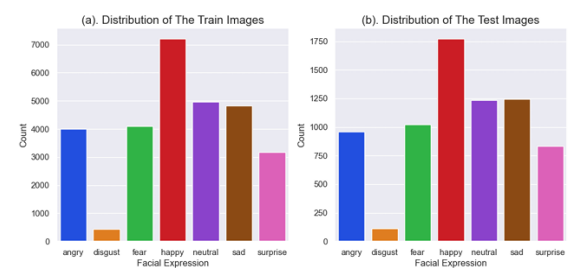 (a). Distribution of The Train Images
7000
6000
5000
4000
3000
2000
1000
0
Count
angry disgust fear happy neutral sad surprise
Facial Expression
(b). Distribution of The Test Images
1750
1500
1250
1000
750
500
250
0
Count
angry disgust fear happy neutral sad surprise
Facial Expression